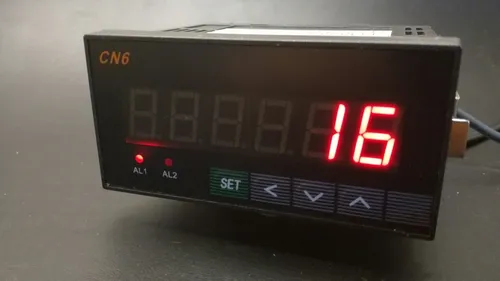 CN6
16
AL1 AL2
SET < ∨ ∧